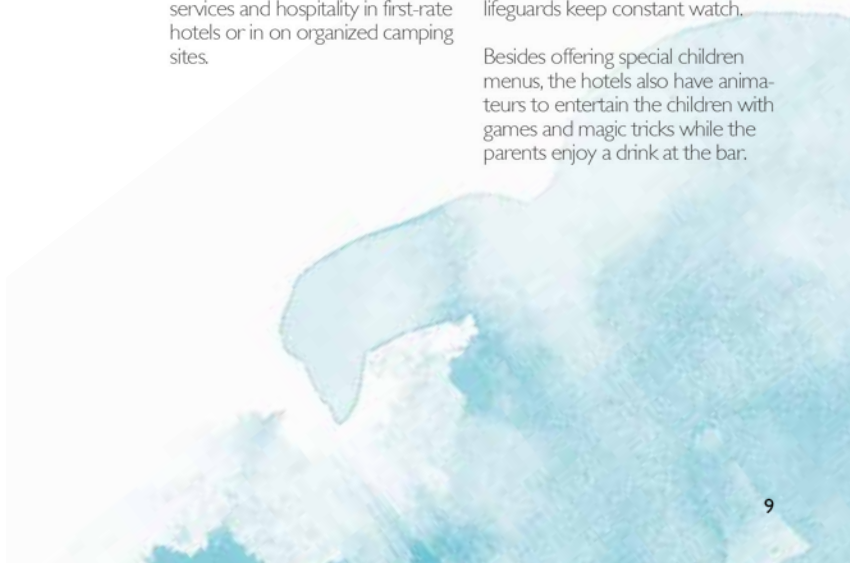 services and hospitality in first-rate
hotels or in on organized camping
sites.
lifeguards keep constant watch.
Besides offering special children
menus, the hotels also have anima-
teurs to entertain the children with
games and magic tricks while the
parents enjoy a drink at the bar.
9